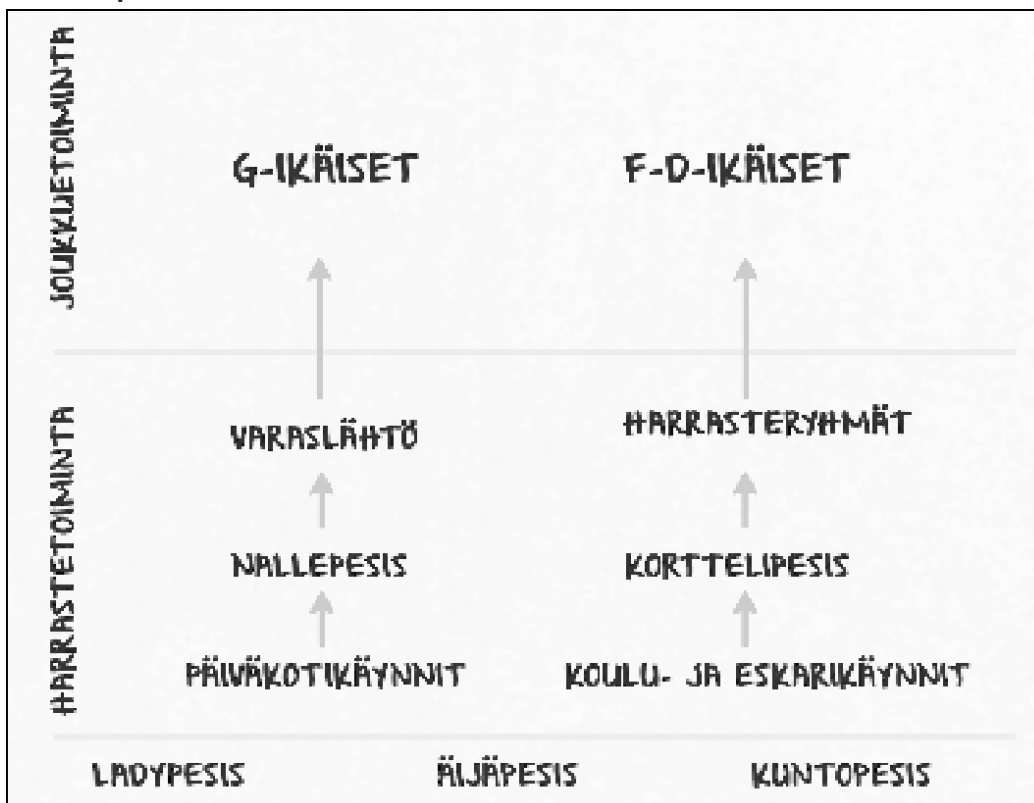 JOUKKUETOIMINTA
G-IKÄISET
F-D-IKÄISET
HARRASTETOIMINTA
VARASLÄHTÖ
HARRASTERYHMÄT
NALLEPESIS
KORTTELIPESIS
PÄIVÄKOTIKÄYNNIT
KOULU- JA ESKARIKÄYNNIT
LADYPESIS
ÄIJÄPESIS
KUNTOPESIS